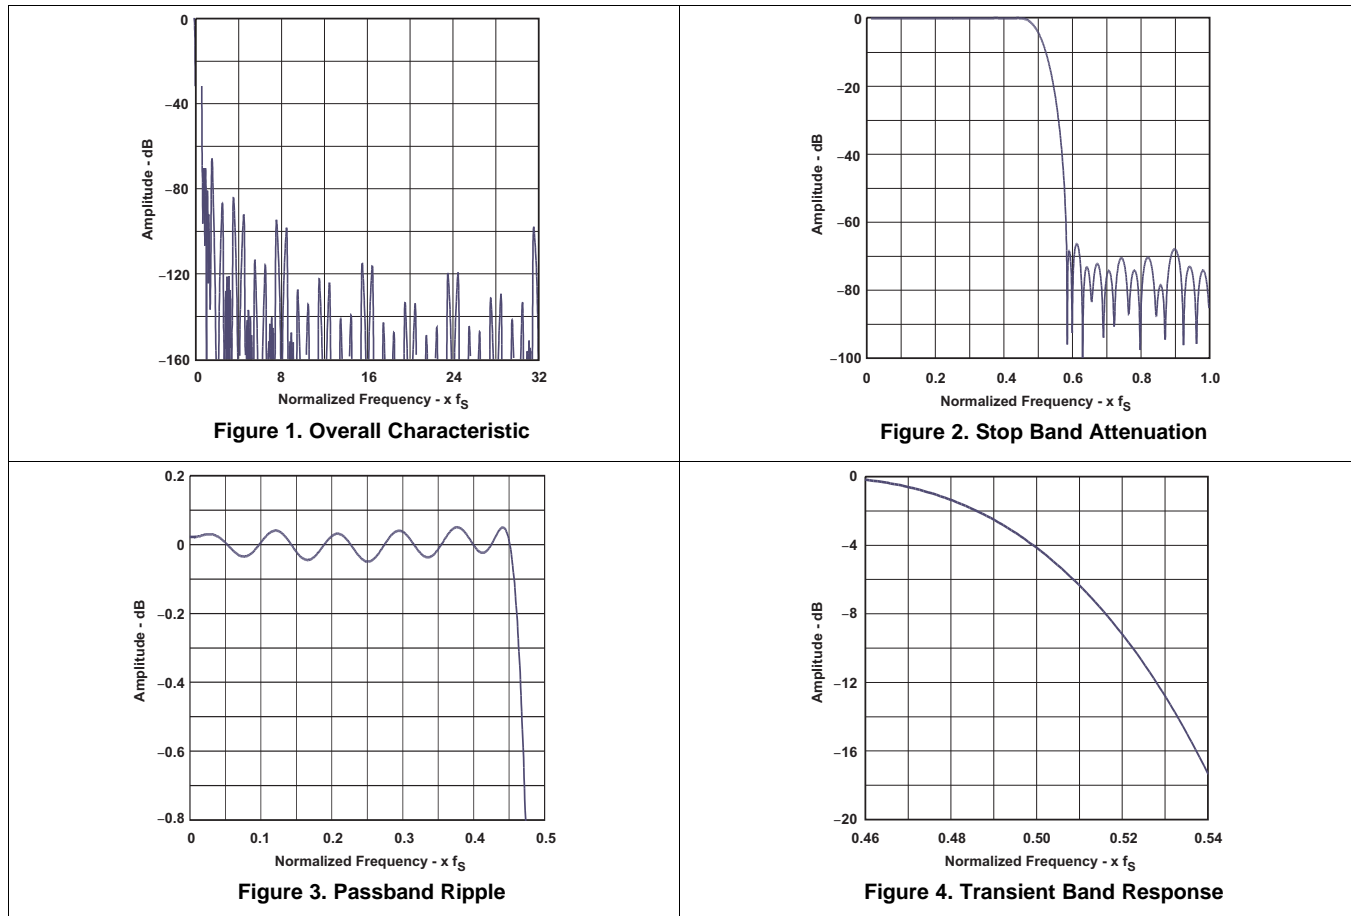 0
−40
−80
−120
−160
Amplitude - dB
0 8 16 24 32
Normalized Frequency - x fS
Figure 1. Overall Characteristic
0
−20
−40
−60
−80
−100
Amplitude - dB
0 0.2 0.4 0.6 0.8 1.0
Normalized Frequency - x fS
Figure 2. Stop Band Attenuation
0.2
0
−0.2
−0.4
−0.6
−0.8
Amplitude - dB
0 0.1 0.2 0.3 0.4 0.5
Normalized Frequency - x fS
Figure 3. Passband Ripple
0
−4
−8
−12
−16
−20
Amplitude - dB
0.46 0.48 0.50 0.52 0.54
Normalized Frequency - x fS
Figure 4. Transient Band Response